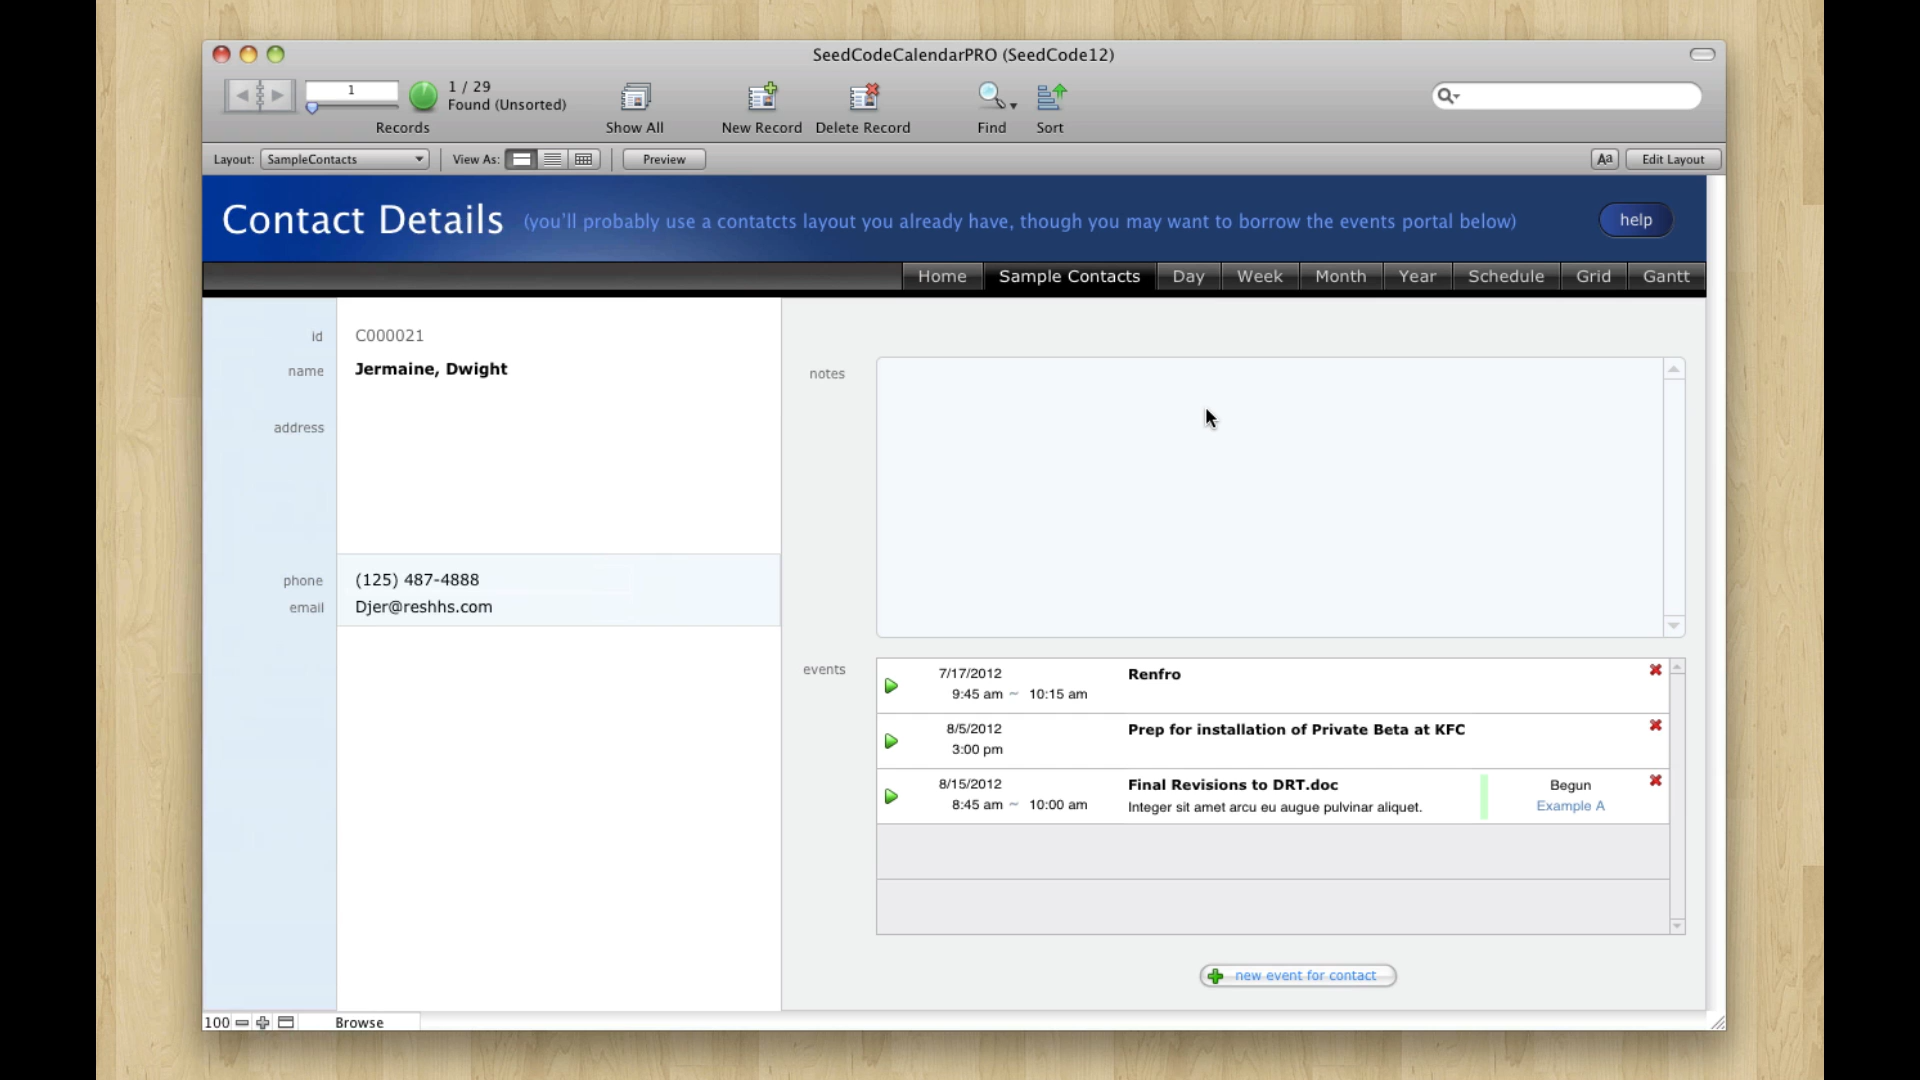 SeedCodeCalendarPRO (SeedCode12)
1
1 / 29
Found (Unsorted)
Records
Show All
New Record
Delete Record
Find
Sort
Layout: SampleContacts
View As:
Preview
Aa
Edit Layout
Contact Details (you'll probably use a contatcts layout you already have, though you may want to borrow the events portal below)
help
Home
Sample Contacts
Day
Week
Month
Year
Schedule
Grid
Gantt
id C000021
name Jermaine, Dwight
address
phone (125) 487-4888
email Djer@reshhs.com
notes
events
7/17/2012
9:45 am ~ 10:15 am
Renfro
8/5/2012
3:00 pm
Prep for installation of Private Beta at KFC
8/15/2012
8:45 am ~ 10:00 am
Final Revisions to DRT.doc
Integer sit amet arcu eu augue pulvinar aliquet.
Begun
Example A
new event for contact
100
Browse